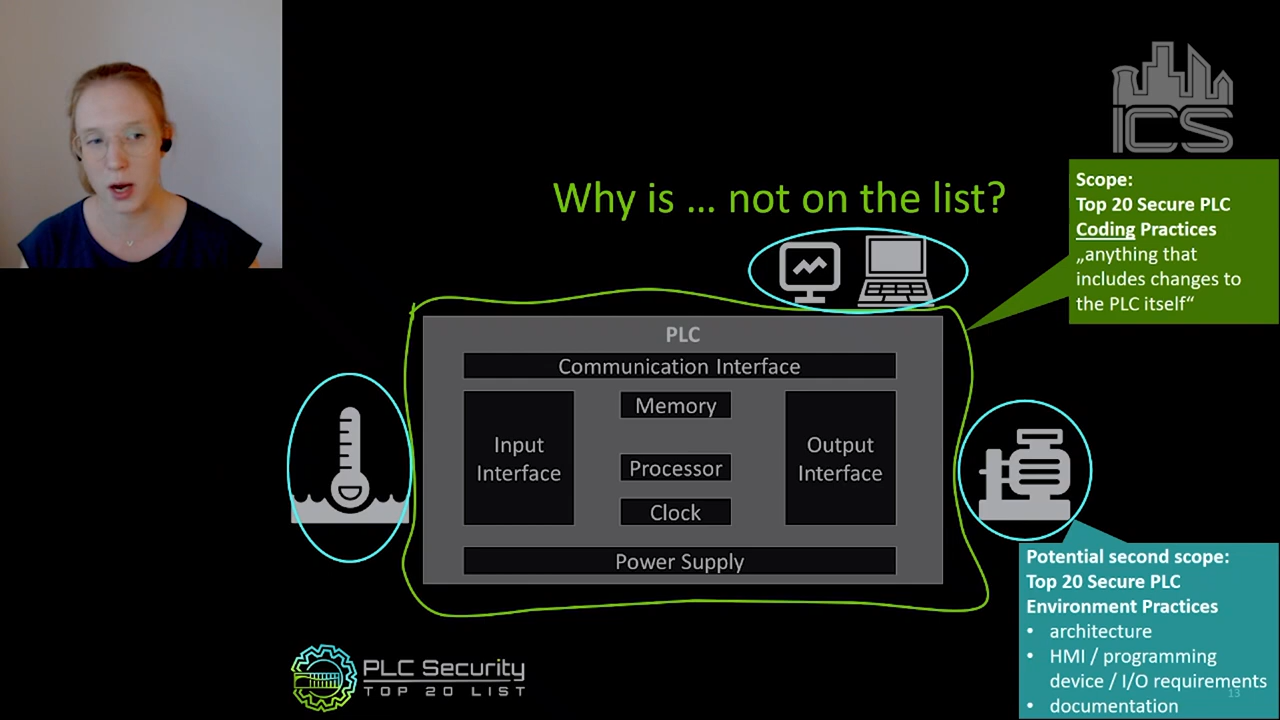 ICS
Why is ... not on the list?
Scope:
Top 20 Secure PLC
Coding Practices
„anything that
includes changes to
the PLC itself“
PLC
Communication Interface
Memory
Input
Interface
Processor
Output
Interface
Clock
Power Supply
Potential second scope:
Top 20 Secure PLC
Environment Practices
• architecture
• HMI / programming
device / I/O requirements
• documentation
13
PLC Security
TOP 20 LIST